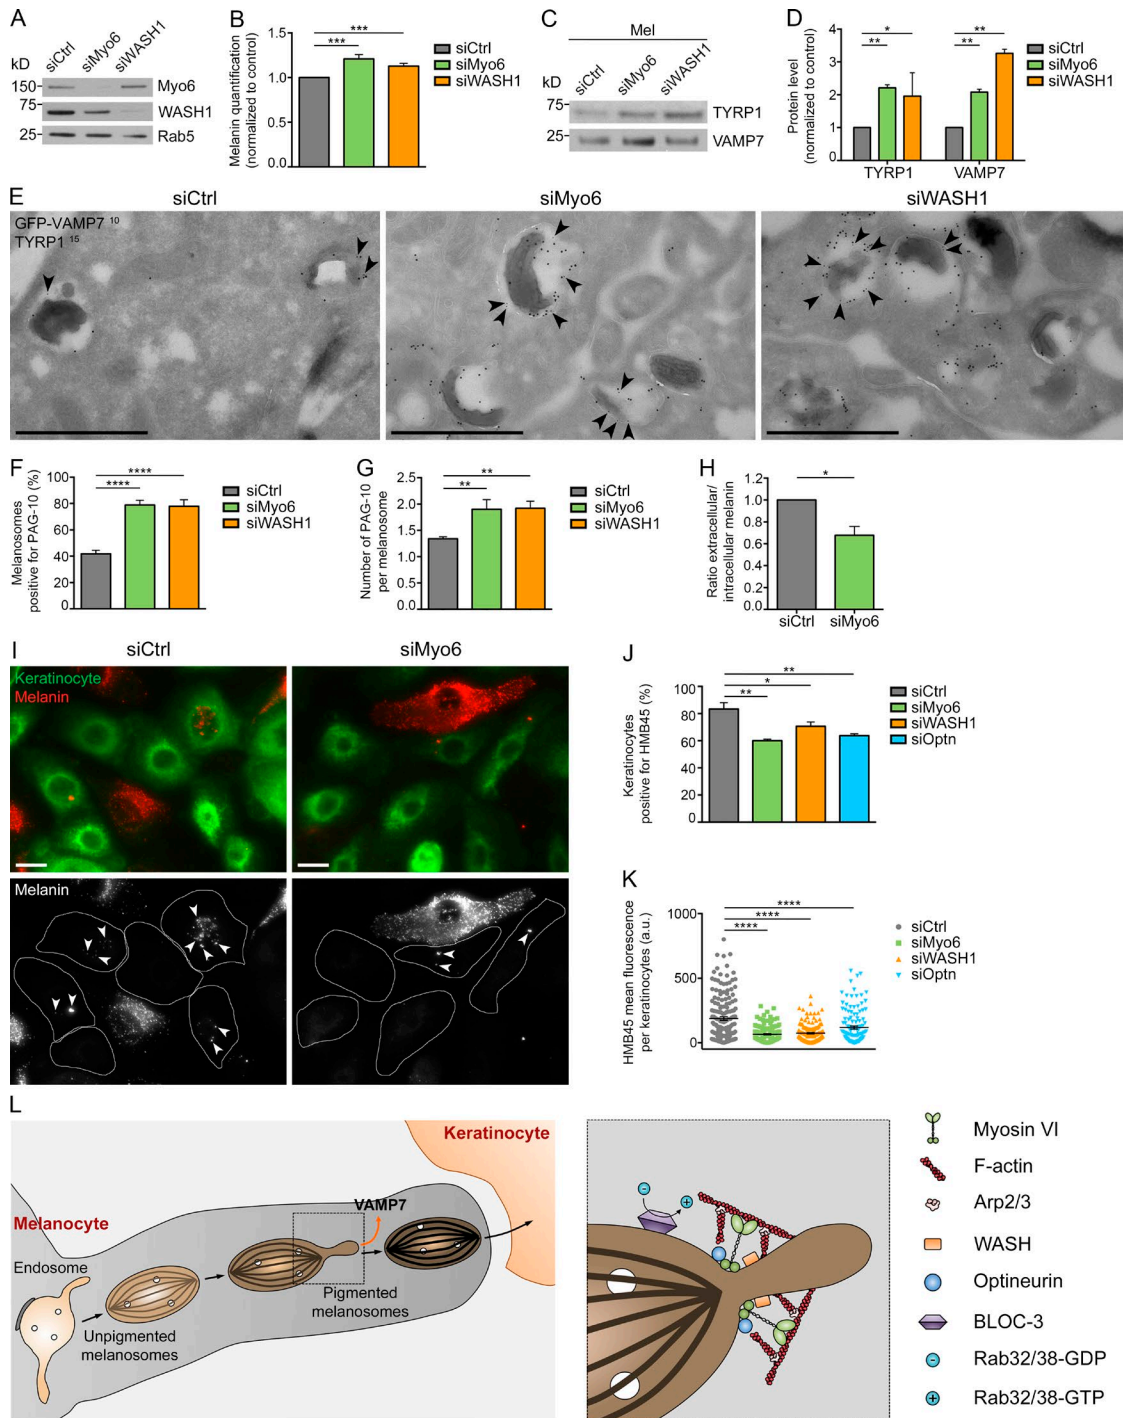 A
siCtrl
siMyo6
siWASH1
kD
150
Myo6
75
WASH1
25
Rab5
B
Melanin quantification
(normalized to control)
1.5
1.0
0.5
0.0
***
***
siCtrl
siMyo6
siWASH1
C
Mel
siCtrl
siMyo6
siWASH1
kD
75
TYRP1
25
VAMP7
D
Protein level
(normalized to control)
4
3
2
1
0
*
**
**
**
TYRP1
VAMP7
siCtrl
siMyo6
siWASH1
E
siCtrl
siMyo6
siWASH1
GFP-VAMP7 10
TYRP1 15
F
Melanosomes
positive for PAG-10 (%)
100
80
60
40
20
0
****
****
siCtrl
siMyo6
siWASH1
G
Number of PAG-10
per melanosome
2.5
2.0
1.5
1.0
0.5
0.0
**
**
siCtrl
siMyo6
siWASH1
H
Ratio extracellular/
intracellular melanin
1.2
1.0
0.8
0.6
0.4
0.2
0.0
*
siCtrl
siMyo6
I
siCtrl
siMyo6
Keratinocyte
Melanin
Melanin
J
Keratinocytes
positive for HMB45 (%)
100
80
60
40
20
0
**
*
**
siCtrl
siMyo6
siWASH1
siOptn
K
HMB45 mean fluorescence
per keratinocytes (a.u.)
1000
500
0
****
****
****
siCtrl
siMyo6
siWASH1
siOptn
L
Keratinocyte
VAMP7
Melanocyte
Endosome
Unpigmented
melanosomes
Pigmented
melanosomes
-
+
Myosin VI
F-actin
Arp2/3
WASH
Optineurin
BLOC-3
- Rab32/38-GDP
+ Rab32/38-GTP